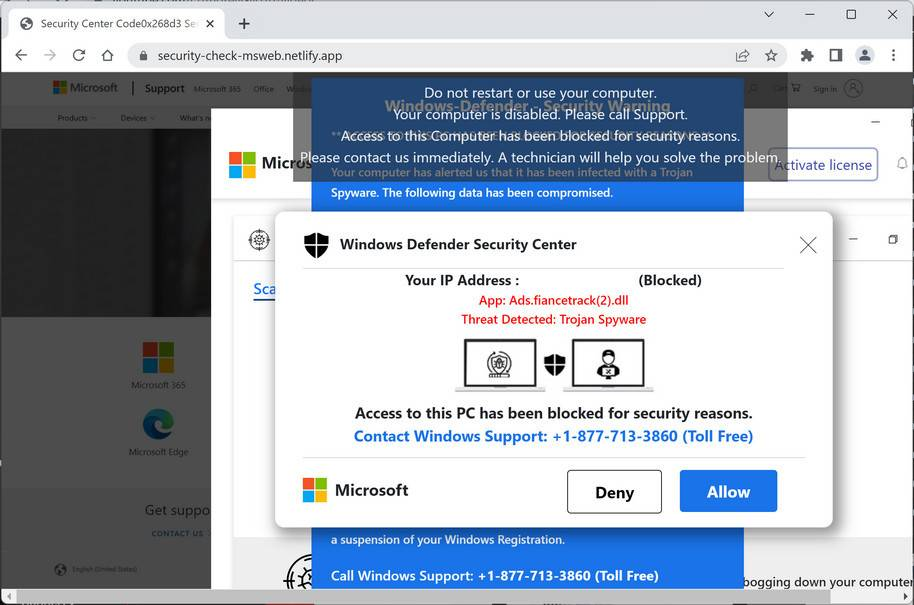 Security Center Code0x268d3 Se
security-check-msweb.netlify.app
Microsoft
Support
Microsoft 365
Office
Sign in
Products
Devices
What's ne
Do not restart or use your computer.
Windows-Defender - Security Warning
Your computer is disabled. Please call Support.
Access to this Computer has been blocked for security reasons.
Please contact us immediately. A technician will help you solve the problem.
Your computer has alerted us that it has been infected with a Trojan
Spyware. The following data has been compromised.
Micros
Activate license
Sca
Windows Defender Security Center
Your IP Address :
(Blocked)
App: Ads.fiancetrack(2).dll
Threat Detected: Trojan Spyware
Access to this PC has been blocked for security reasons.
Contact Windows Support: +1-877-713-3860 (Toll Free)
Microsoft
Deny
Allow
Microsoft 365
Microsoft Edge
Get suppo
CONTACT US
English (United States)
a suspension of your Windows Registration.
Call Windows Support: +1-877-713-3860 (Toll Free)
bogging down your computer